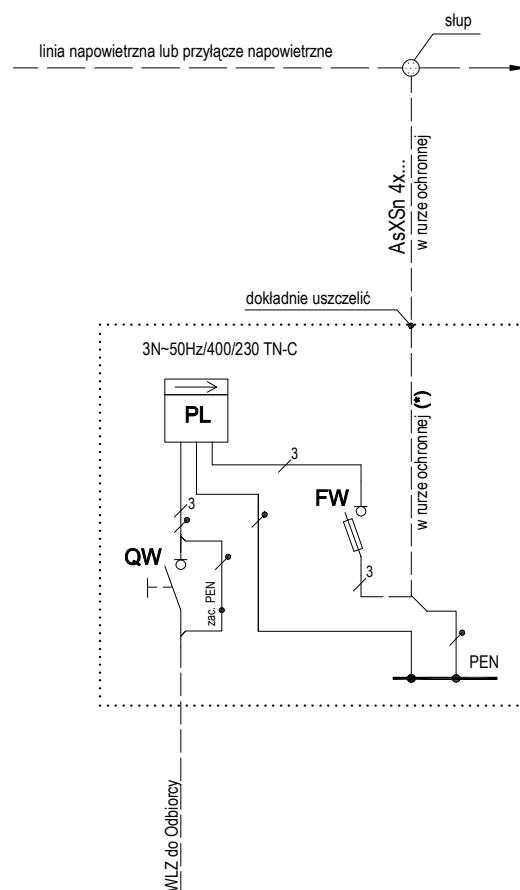 słup
linia napowietrzna lub przyłącze napowietrzne
AsXSn 4x...
w rurze ochronnej
dokładnie uszczelić
3N~50Hz/400/230 TN-C
PL
w rurze ochronnej (*)
3
FW
3
3
QW
zac. PEN
PEN
WLZ do Odbiorcy